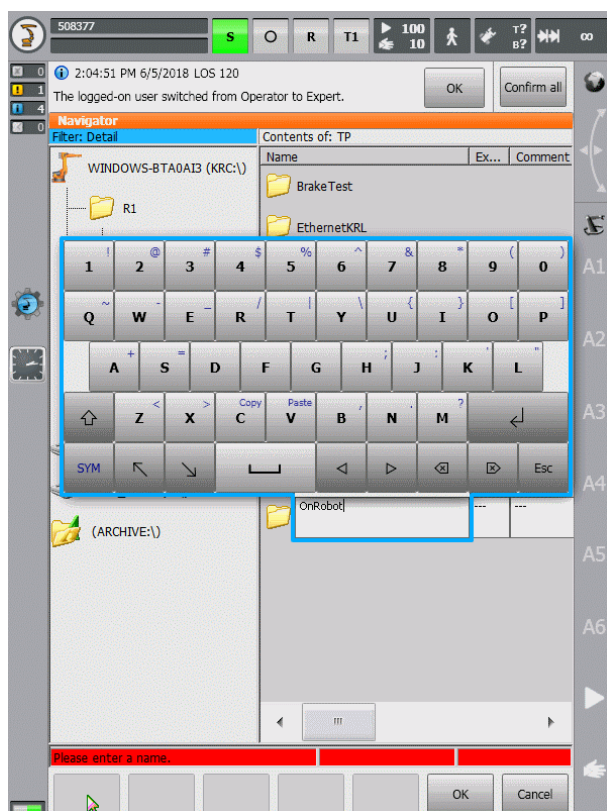 508377
S O R T1 100 10 T? B? ∞
0 2:04:51 PM 6/5/2018 LOS 120
1 The logged-on user switched from Operator to Expert. OK Confirm all
4
0 Navigator
Filter: Detail Contents of: TP
Name Ex... Comment
WINDOWS-BTA0AI3 (KRC:\)
BrakeTest
R1
EthernetKRL
1 ! 2 @ 3 # 4 $ 5 % 6 ^ 7 & 8 * 9 ( 0 )
A1
Q ~ W - E _ R / T | Y \ U { I } O [ P ]
A2
A + S = D F G H ; J : K ' L "
Z < X > C Copy V Paste B , N . M ?
A3
SYM Esc
A4
OnRobot --- ---
(ARCHIVE:\)
A5
A6
Please enter a name.
OK Cancel